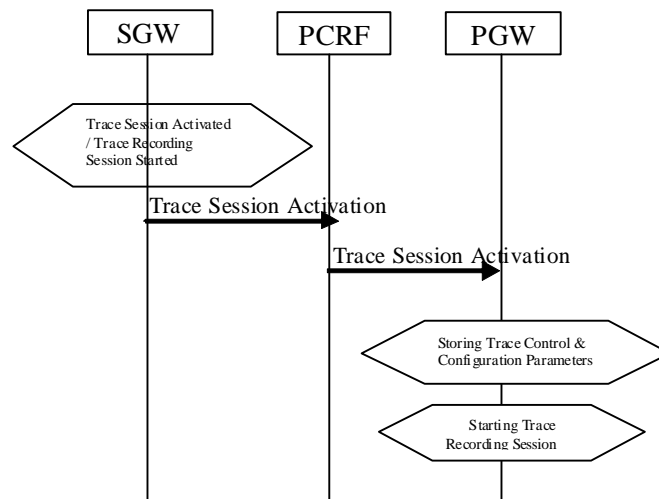 SGW
PCRF
PGW
Trace Session Activated
/ Trace Recording
Session Started
Trace Session Activation
Trace Session Activation
Storing Trace Control &
Configuration Parameters
Starting Trace
Recording Session